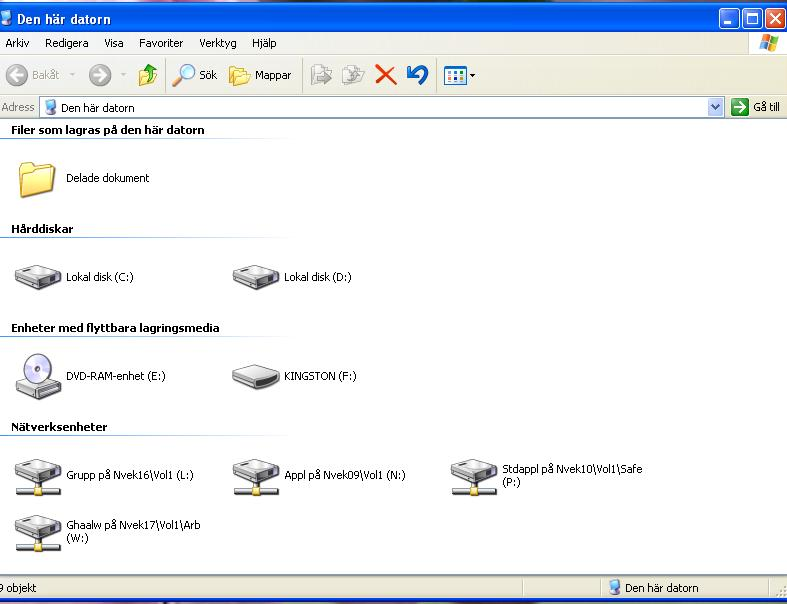 Den här datorn
Arkiv Redigera Visa Favoriter Verktyg Hjälp
Bakåt Sök Mappar
Adress Den här datorn Gå till
Filer som lagras på den här datorn
Delade dokument
Hårddiskar
Lokal disk (C:) Lokal disk (D:)
Enheter med flyttbara lagringsmedia
DVD-RAM-enhet (E:) KINGSTON (F:)
Nätverksenheter
Grupp på Nvek16\Vol1 (L:) Appl på Nvek09\Vol1 (N:) Stdappl på Nvek10\Vol1\Safe
(P:)
Ghaalw på Nvek17\Vol1\Arb
(W:)
9 objekt Den här datorn